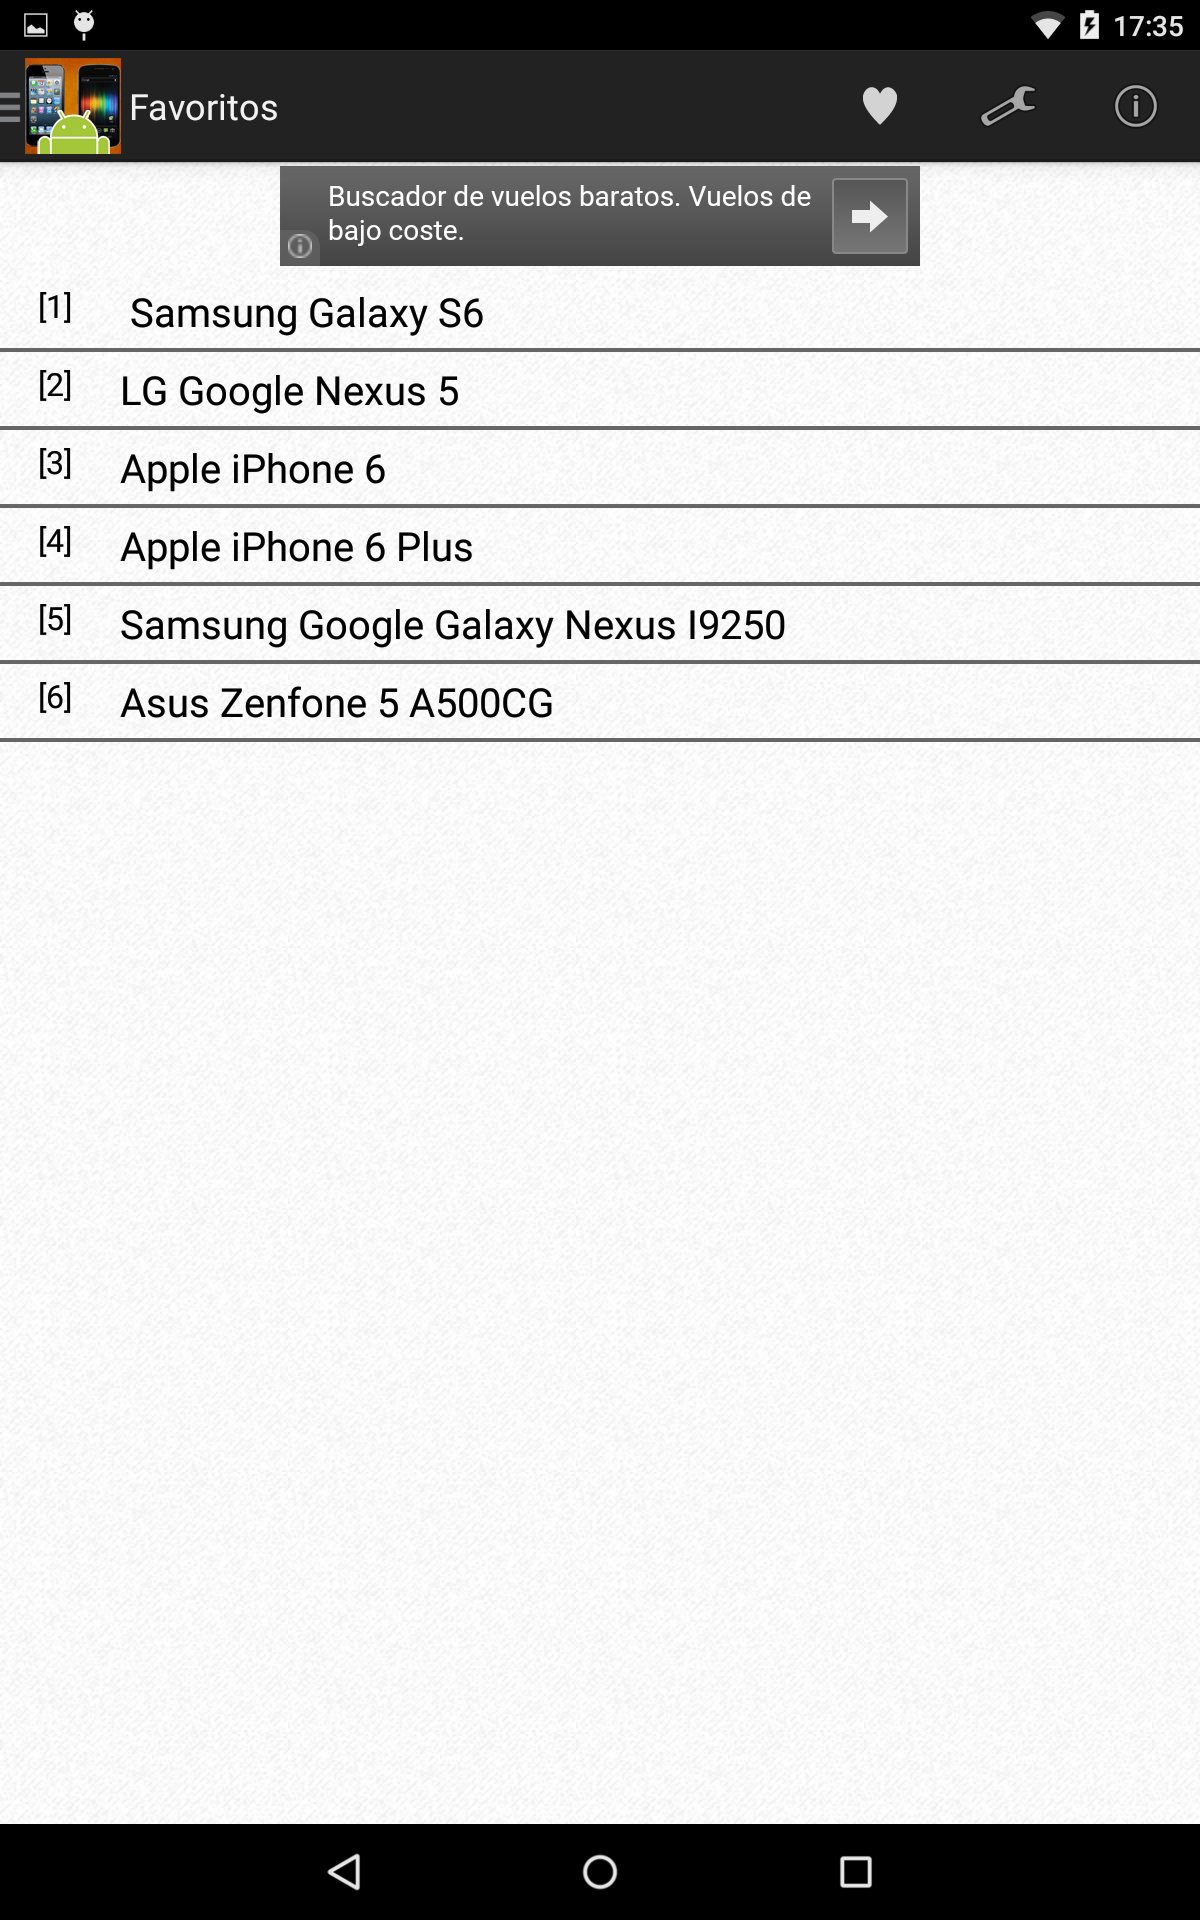 17:35
Favoritos
Buscador de vuelos baratos. Vuelos de
bajo coste.
[1] Samsung Galaxy S6
[2] LG Google Nexus 5
[3] Apple iPhone 6
[4] Apple iPhone 6 Plus
[5] Samsung Google Galaxy Nexus I9250
[6] Asus Zenfone 5 A500CG